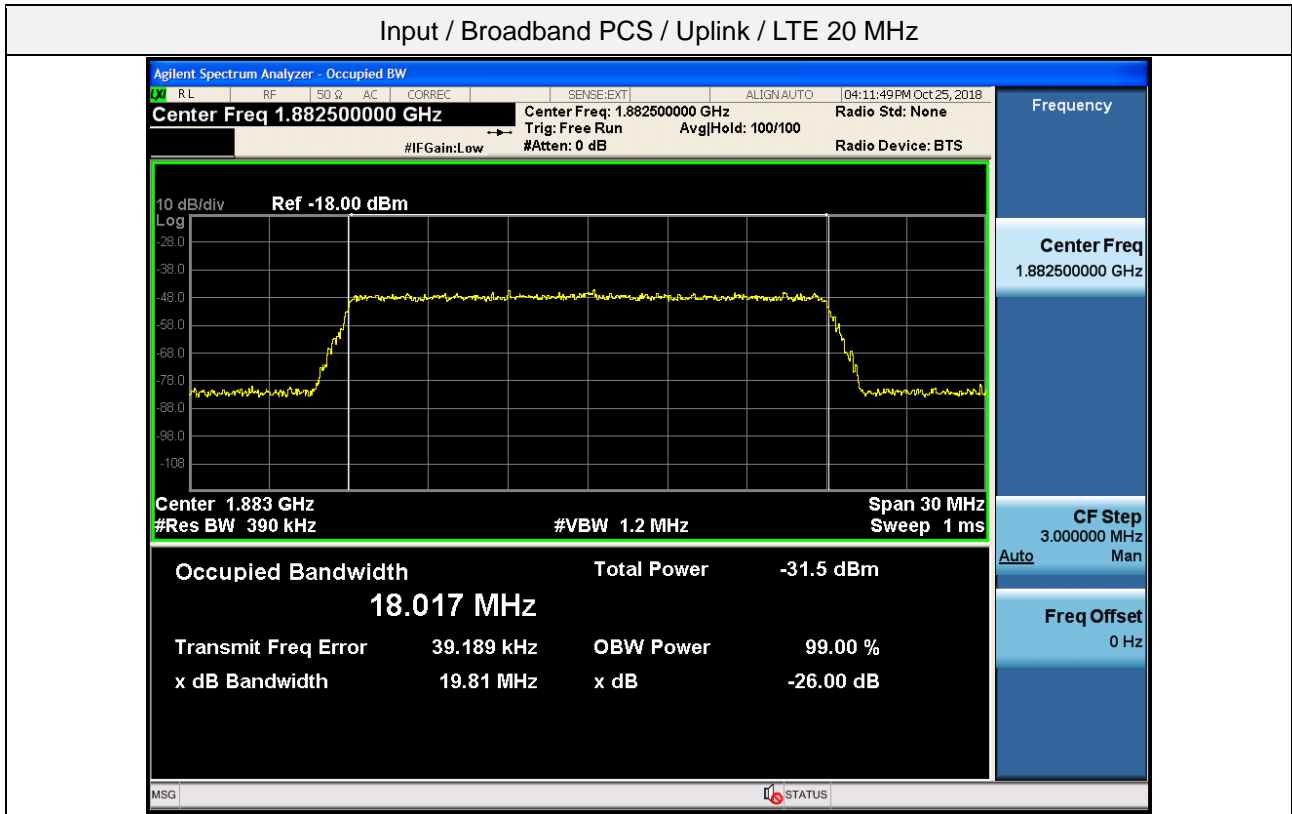 Input / Broadband PCS / Uplink / LTE 20 MHz
Agilent Spectrum Analyzer - Occupied BW
LXI RL RF 50 Ω AC CORREC SENSE:EXT ALIGN AUTO 04:11:49 PM Oct 25, 2018
Center Freq 1.882500000 GHz
Center Freq: 1.882500000 GHz
Radio Std: None
Trig: Free Run Avg|Hold: 100/100
#IFGain:Low
#Atten: 0 dB
Radio Device: BTS
Frequency
10 dB/div Ref -18.00 dBm
Log
-28.0
-38.0
-48.0
-58.0
-68.0
-78.0
-88.0
-98.0
-108
Center 1.883 GHz Span 30 MHz
#Res BW 390 kHz #VBW 1.2 MHz Sweep 1 ms
Center Freq
1.882500000 GHz
CF Step
3.000000 MHz
Auto Man
Freq Offset
0 Hz
Occupied Bandwidth Total Power -31.5 dBm
18.017 MHz
Transmit Freq Error 39.189 kHz OBW Power 99.00 %
x dB Bandwidth 19.81 MHz x dB -26.00 dB
MSG STATUS